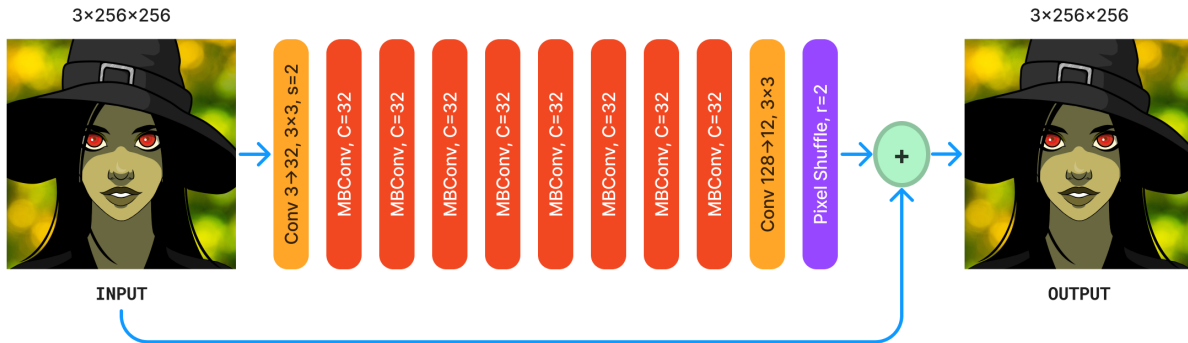 3×256×256
3×256×256
Conv 3→32, 3×3, s=2
MBConv, C=32
MBConv, C=32
MBConv, C=32
MBConv, C=32
MBConv, C=32
MBConv, C=32
MBConv, C=32
MBConv, C=32
Conv 128→12, 3×3
Pixel Shuffle, r=2
+
INPUT
OUTPUT